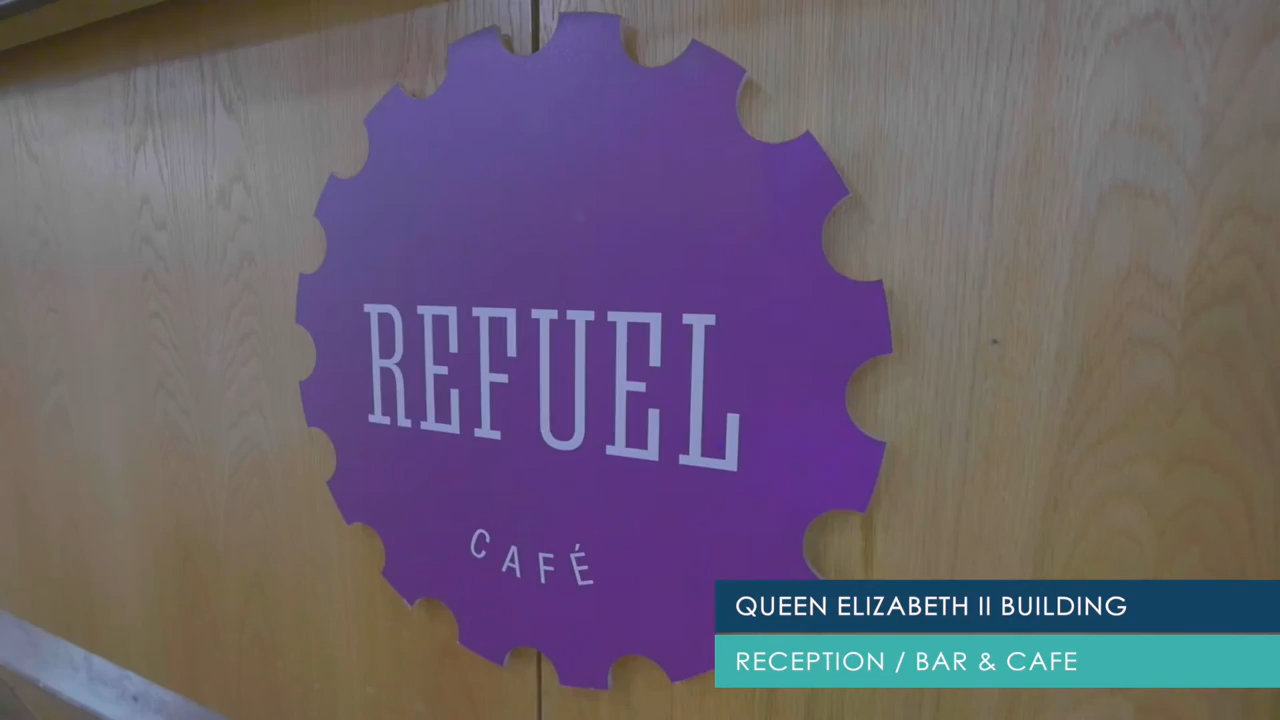 REFUEL
CAFÉ
QUEEN ELIZABETH II BUILDING
RECEPTION / BAR & CAFE